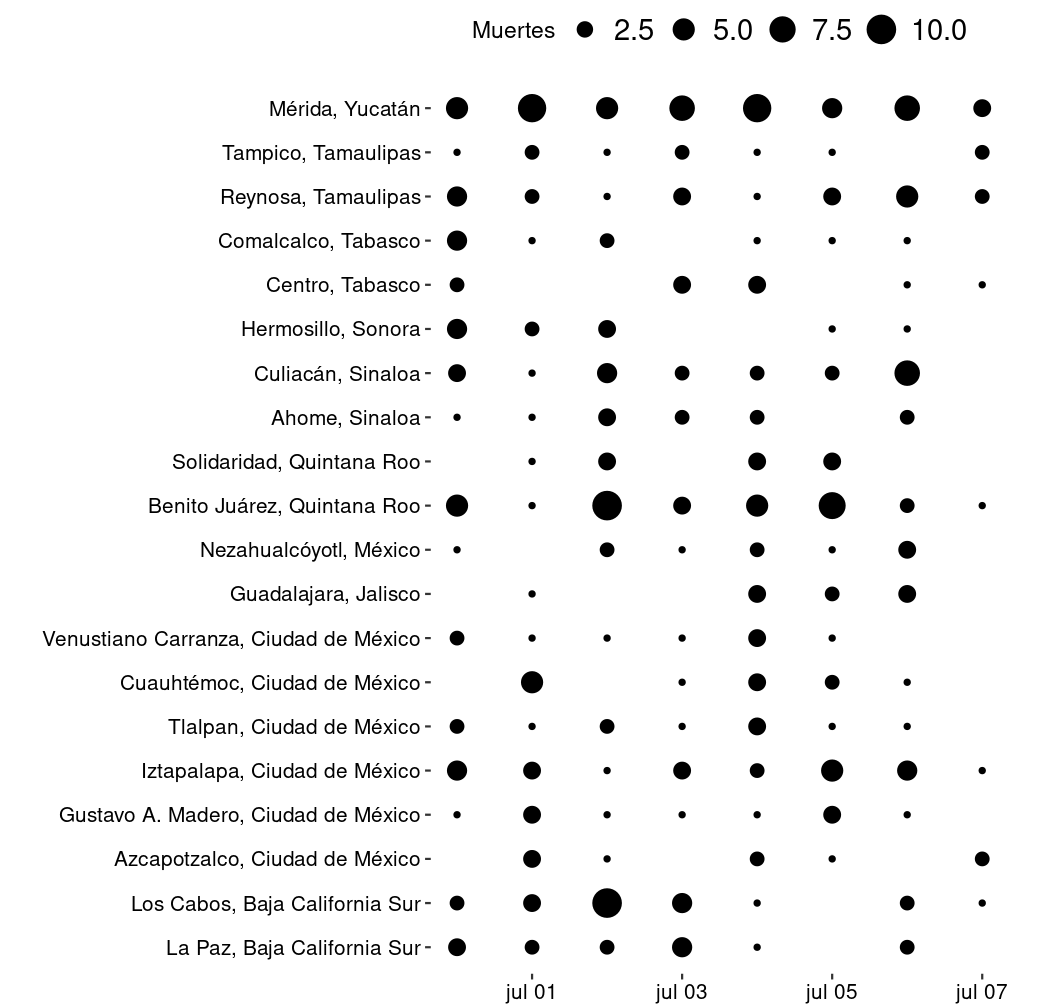 Muertes 2.5 5.0 7.5 10.0
Mérida, Yucatán
Tampico, Tamaulipas
Reynosa, Tamaulipas
Comalcalco, Tabasco
Centro, Tabasco
Hermosillo, Sonora
Culiacán, Sinaloa
Ahome, Sinaloa
Solidaridad, Quintana Roo
Benito Juárez, Quintana Roo
Nezahualcóyotl, México
Guadalajara, Jalisco
Venustiano Carranza, Ciudad de México
Cuauhtémoc, Ciudad de México
Tlalpan, Ciudad de México
Iztapalapa, Ciudad de México
Gustavo A. Madero, Ciudad de México
Azcapotzalco, Ciudad de México
Los Cabos, Baja California Sur
La Paz, Baja California Sur
jul 01 jul 03 jul 05 jul 07